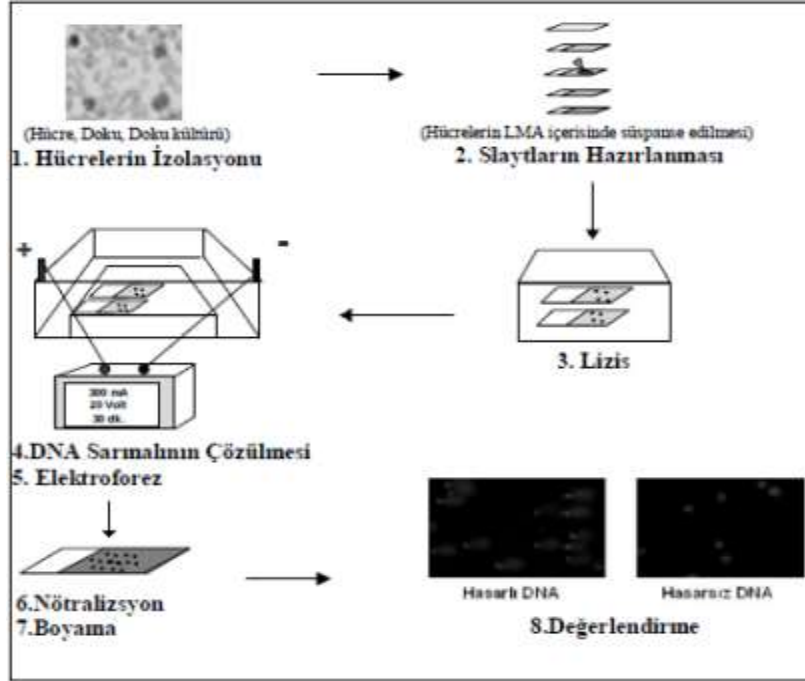 (Hücre, Doku, Doku kültürü)
1. Hücrelerin İzolasyonu
(Hücrelerin LMA içerisinde süspanse edilmesi)
2. Slaytların Hazırlanması
3. Lizis
+
-
300 mA
20 Volt
30 dk.
4.DNA Sarmalının Çözülmesi
5. Elektroforez
6.Nötralizsyon
7.Boyama
Hasarlı DNA
Hasarsız DNA
8.Değerlendirme